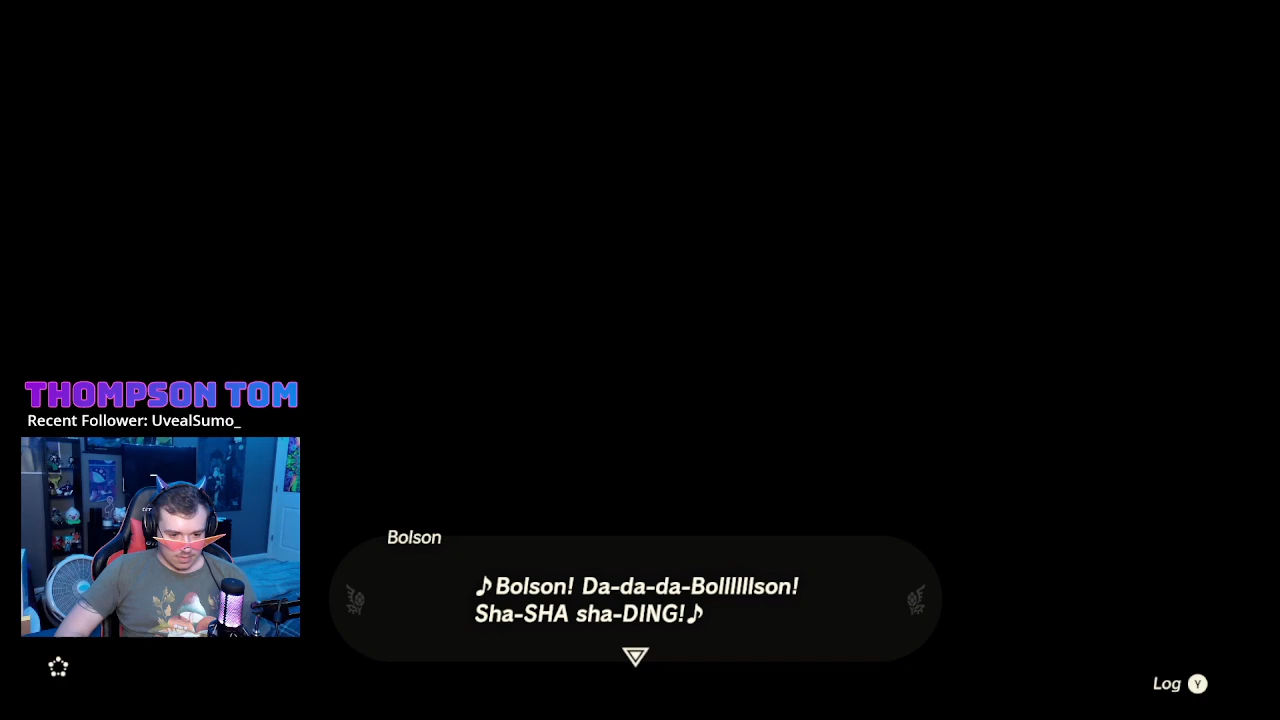 THOMPSON TOM
Recent Follower: UvealSumo_
Bolson
♪Bolson! Da-da-da-Bollllllson!
Sha-SHA sha-DING!♪
Log Y